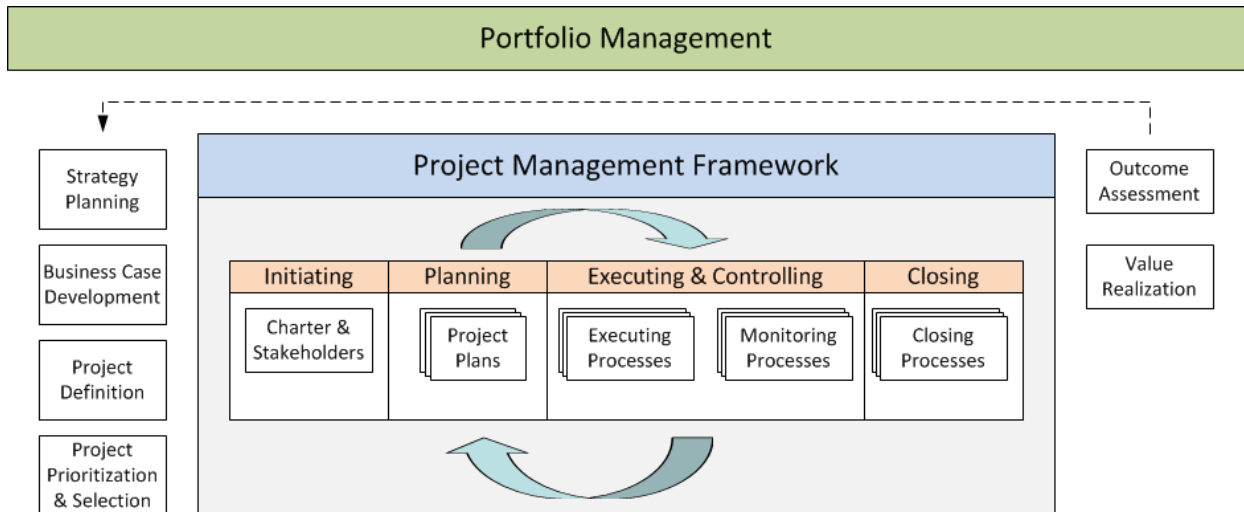 Portfolio Management
Strategy
Planning
Business Case
Development
Project
Definition
Project
Prioritization
& Selection
Project Management Framework
Initiating
Planning
Executing & Controlling
Closing
Charter &
Stakeholders
Project
Plans
Executing
Processes
Monitoring
Processes
Closing
Processes
Outcome
Assessment
Value
Realization